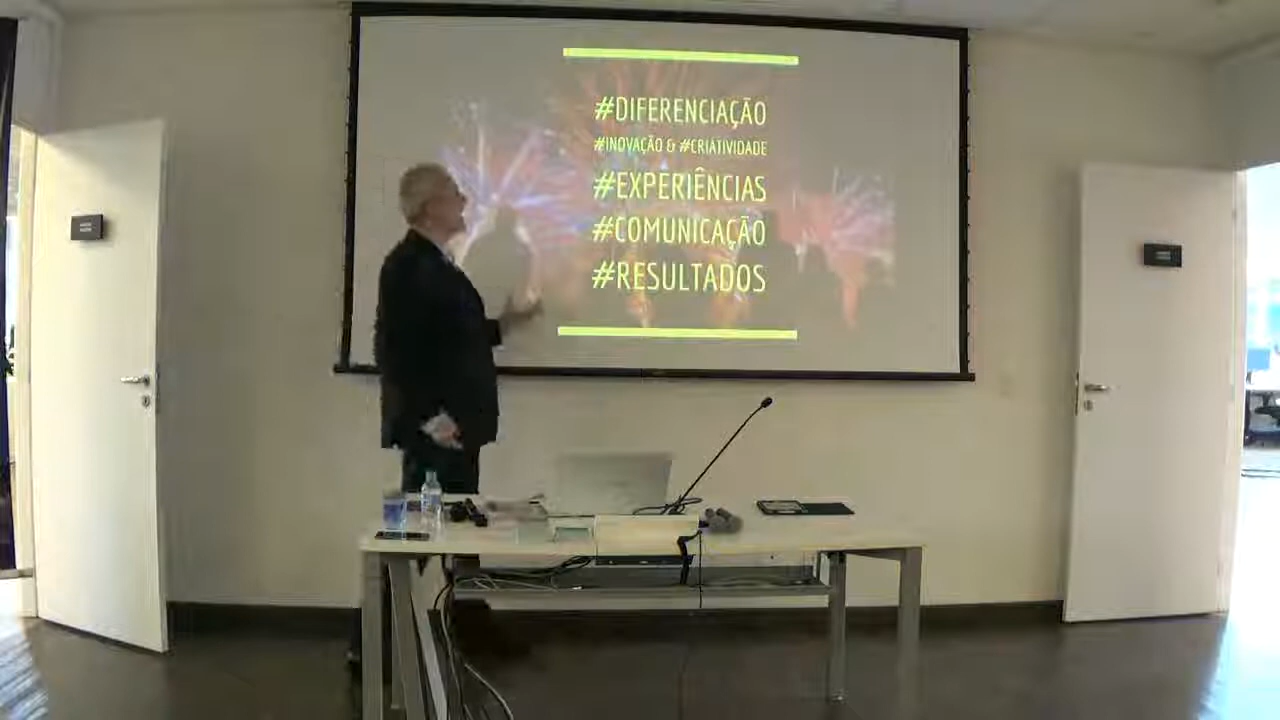 #DIFERENCIAÇÃO
#INOVAÇÃO & #CRIATIVIDADE
#EXPERIÊNCIAS
#COMUNICAÇÃO
#RESULTADOS